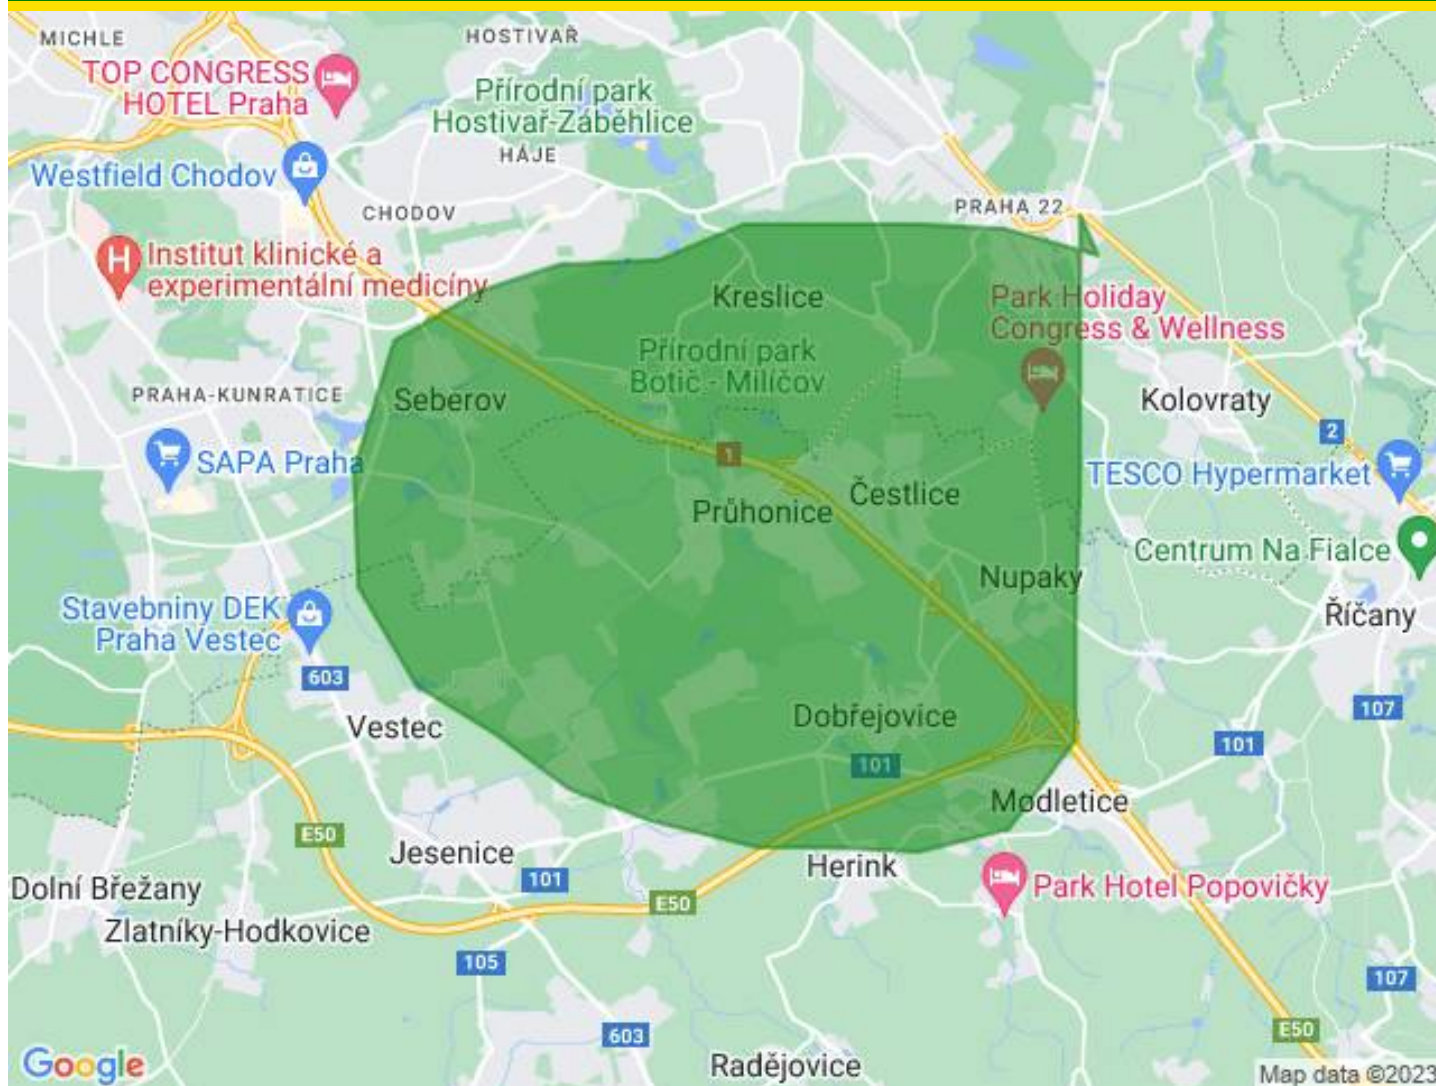 MICHLE
HOSTIVAŘ
TOP CONGRESS
HOTEL Praha
Přírodní park
Hostivař-Záběhlice
HÁJE
Westfield Chodov
CHODOV
PRAHA 22
Institut klinické a
experimentální medicíny
Kreslice
Park Holiday
Congress & Wellness
Přírodní park
Botič - Milíčov
PRAHA-KUNRATICE
Seberov
Kolovraty
2
1
SAPA Praha
TESCO Hypermarket
Čestlice
Průhonice
Centrum Na Fialce
Nupaky
Stavebniny DEK
Praha Vestec
Říčany
603
107
Vestec
Dobřejovice
101
101
Modletice
E50
Jesenice
101
Herink
Park Hotel Popovičky
Dolní Břežany
E50
Zlatníky-Hodkovice
105
107
603
E50
Google
Radějovice
Map data ©2023